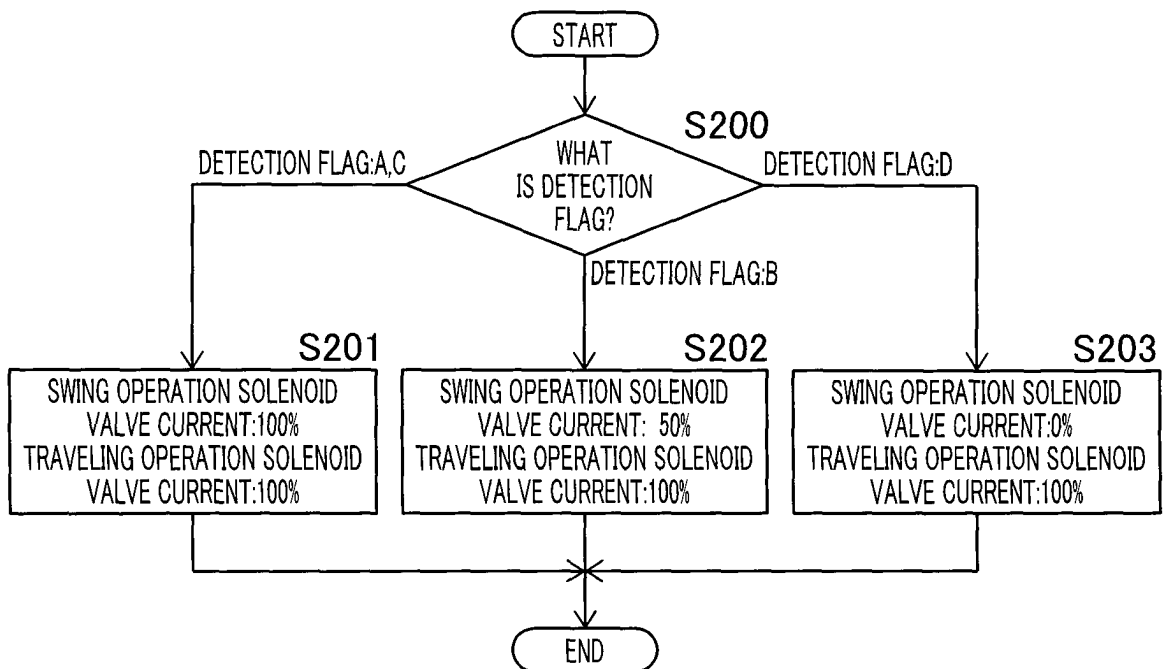 START
S200
WHAT
IS DETECTION
FLAG?
DETECTION FLAG:A,C
DETECTION FLAG:D
DETECTION FLAG:B
S201
SWING OPERATION SOLENOID
VALVE CURRENT:100%
TRAVELING OPERATION SOLENOID
VALVE CURRENT:100%
S202
SWING OPERATION SOLENOID
VALVE CURRENT: 50%
TRAVELING OPERATION SOLENOID
VALVE CURRENT:100%
S203
SWING OPERATION SOLENOID
VALVE CURRENT:0%
TRAVELING OPERATION SOLENOID
VALVE CURRENT:100%
END